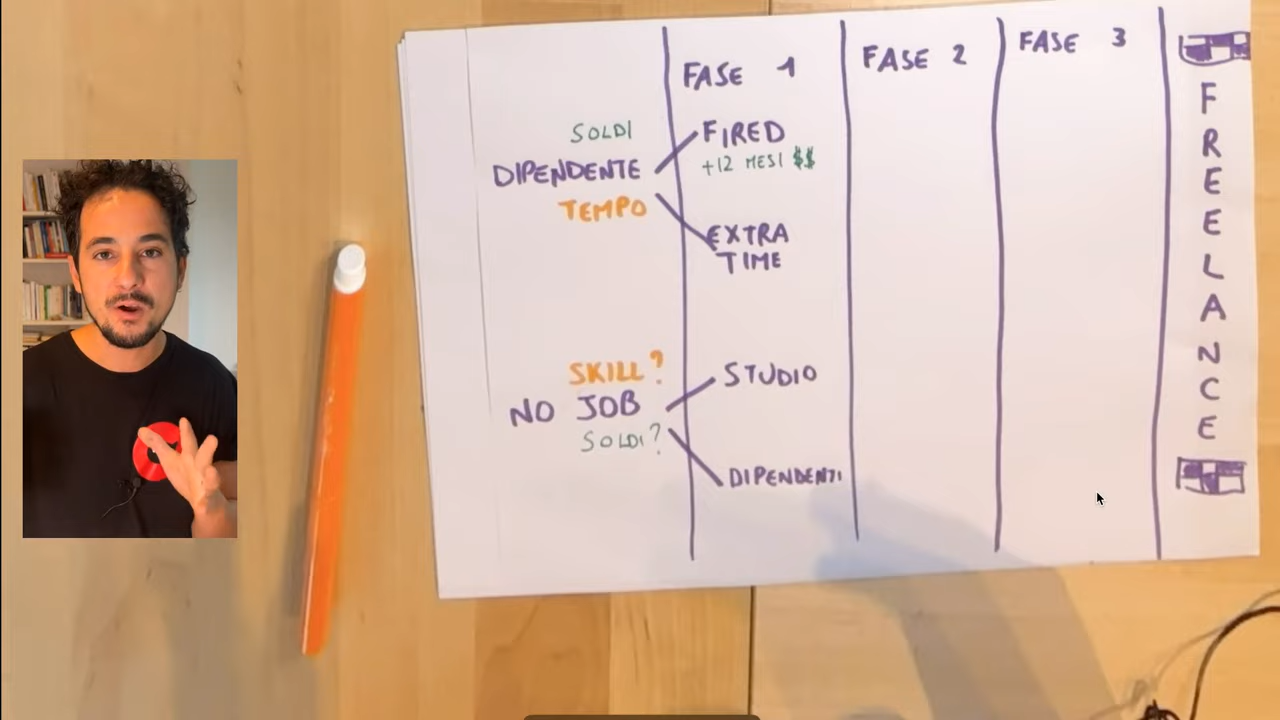 FASE 1
FASE 2
FASE 3
SOLDI
DIPENDENTE
TEMPO
FIRED
+12 MESI $$
EXTRA
TIME
SKILL?
NO JOB
SOLDI?
STUDIO
DIPENDENTI
FREELANCE